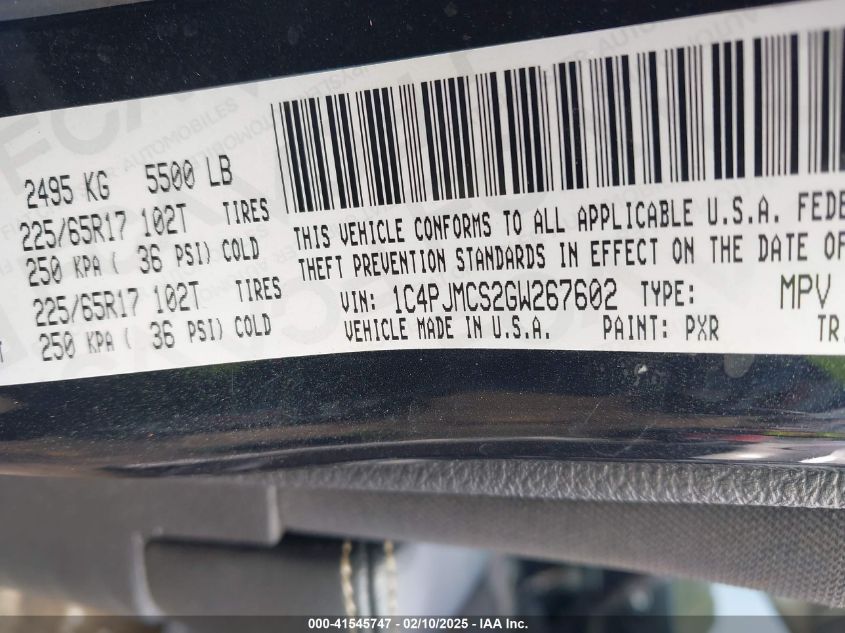 2495 KG 5500 LB
225/65R17 102T TIRES
250 KPA ( 36 PSI) COLD
225/65R17 102T TIRES
250 KPA ( 36 PSI) COLD
THIS VEHICLE CONFORMS TO ALL APPLICABLE U.S.A. FEDE
THEFT PREVENTION STANDARDS IN EFFECT ON THE DATE OF
VIN: 1C4PJMCS2GW267602 TYPE: MPV
VEHICLE MADE IN U.S.A. PAINT: PXR TR.
000-41545747 - 02/10/2025 - IAA Inc.